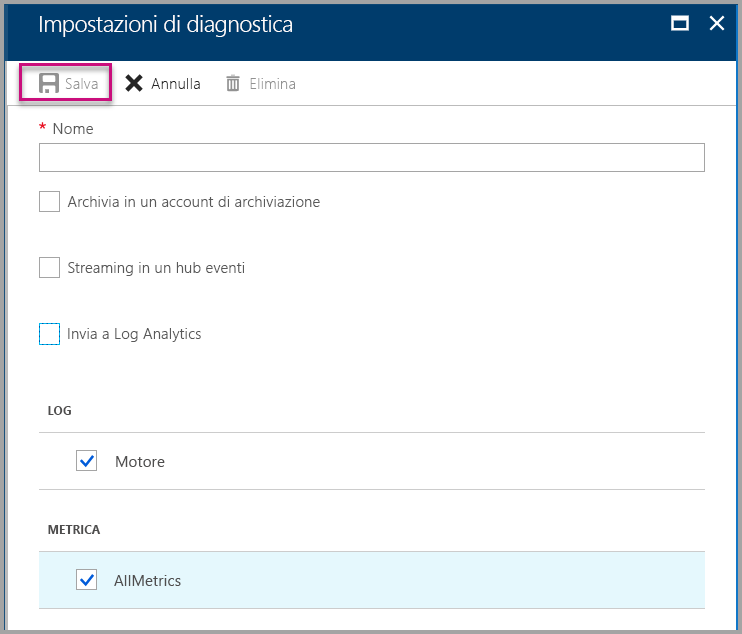 Impostazioni di diagnostica
Salva Annulla Elimina
* Nome
Archivia in un account di archiviazione
Streaming in un hub eventi
Invia a Log Analytics
LOG
Motore
METRICA
AllMetrics